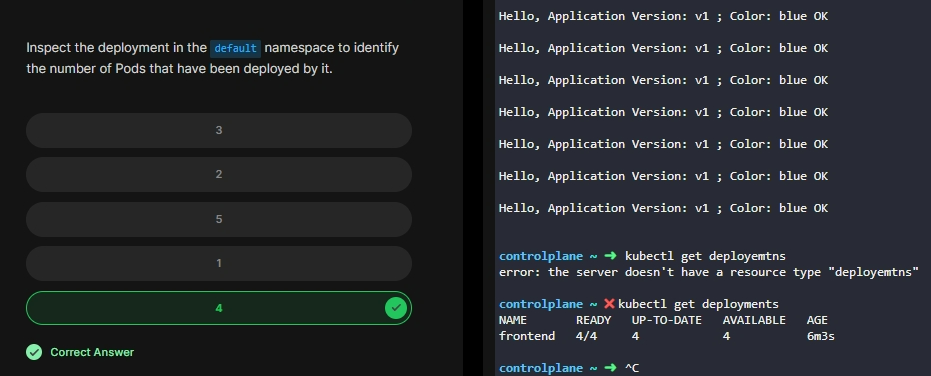 Inspect the deployment in the default namespace to identify
the number of Pods that have been deployed by it.
3
2
5
1
4
Correct Answer
Hello, Application Version: v1 ; Color: blue OK
Hello, Application Version: v1 ; Color: blue OK
Hello, Application Version: v1 ; Color: blue OK
Hello, Application Version: v1 ; Color: blue OK
Hello, Application Version: v1 ; Color: blue OK
Hello, Application Version: v1 ; Color: blue OK
Hello, Application Version: v1 ; Color: blue OK
controlplane ~ ➜ kubectl get deployemtns
error: the server doesn't have a resource type "deployemtns"
controlplane ~ ✖ kubectl get deployments
NAME READY UP-TO-DATE AVAILABLE AGE
frontend 4/4 4 4 6m3s
controlplane ~ ➜ ^C